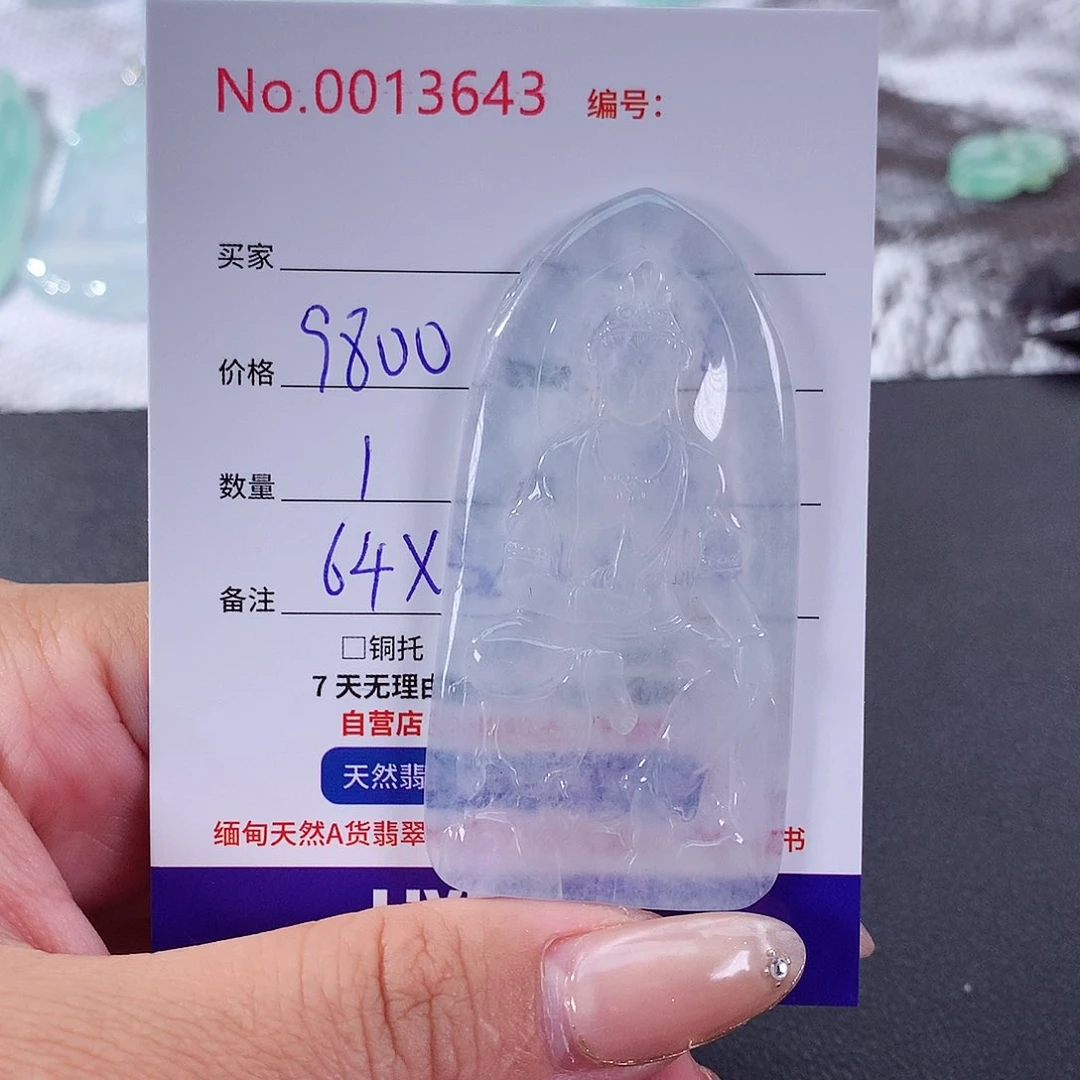 No.0013643 编号：
买家
价格 9800
数量 1
备注 64X
□铜托
7天无理由
自营店
天然翡
缅甸天然A货翡翠 书